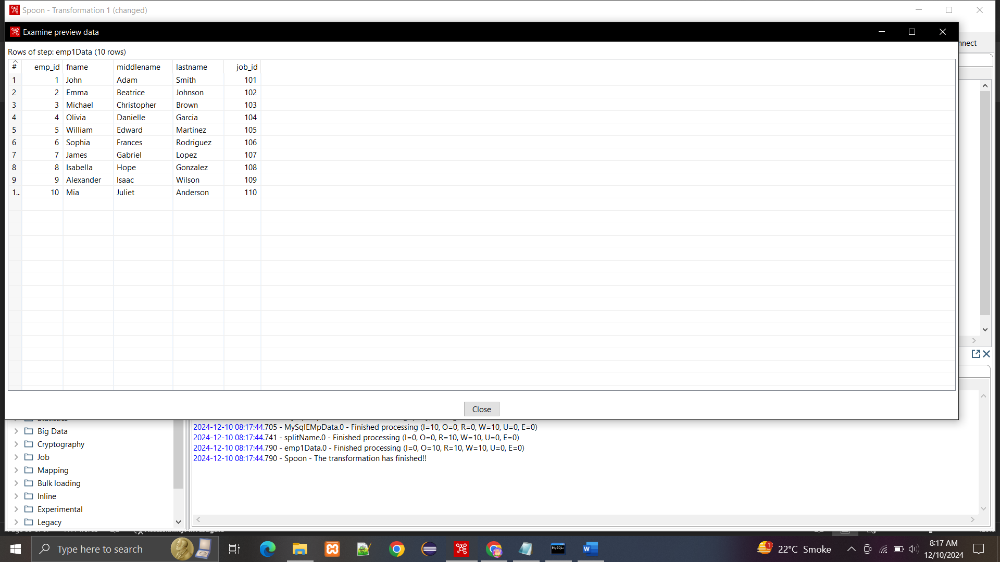 Spoon - Transformation 1 (changed)
Examine preview data
nnect
Rows of step: emp1Data (10 rows)
# emp_id fname middlename lastname job_id
1 1 John Adam Smith 101
2 2 Emma Beatrice Johnson 102
3 3 Michael Christopher Brown 103
4 4 Olivia Danielle Garcia 104
5 5 William Edward Martinez 105
6 6 Sophia Frances Rodriguez 106
7 7 James Gabriel Lopez 107
8 8 Isabella Hope Gonzalez 108
9 9 Alexander Isaac Wilson 109
1.. 10 Mia Juliet Anderson 110
Close
Statistics
Big Data
Cryptography
Job
Mapping
Bulk loading
Inline
Experimental
Legacy
2024-12-10 08:17:44.705 - MySqlEMpData.0 - Finished processing (I=10, O=0, R=0, W=10, U=0, E=0)
2024-12-10 08:17:44.741 - splitName.0 - Finished processing (I=0, O=0, R=10, W=10, U=0, E=0)
2024-12-10 08:17:44.790 - emp1Data.0 - Finished processing (I=0, O=10, R=10, W=10, U=0, E=0)
2024-12-10 08:17:44.790 - Spoon - The transformation has finished!!
Type here to search
MySQL
W
1
22°C Smoke
8:17 AM
12/10/2024